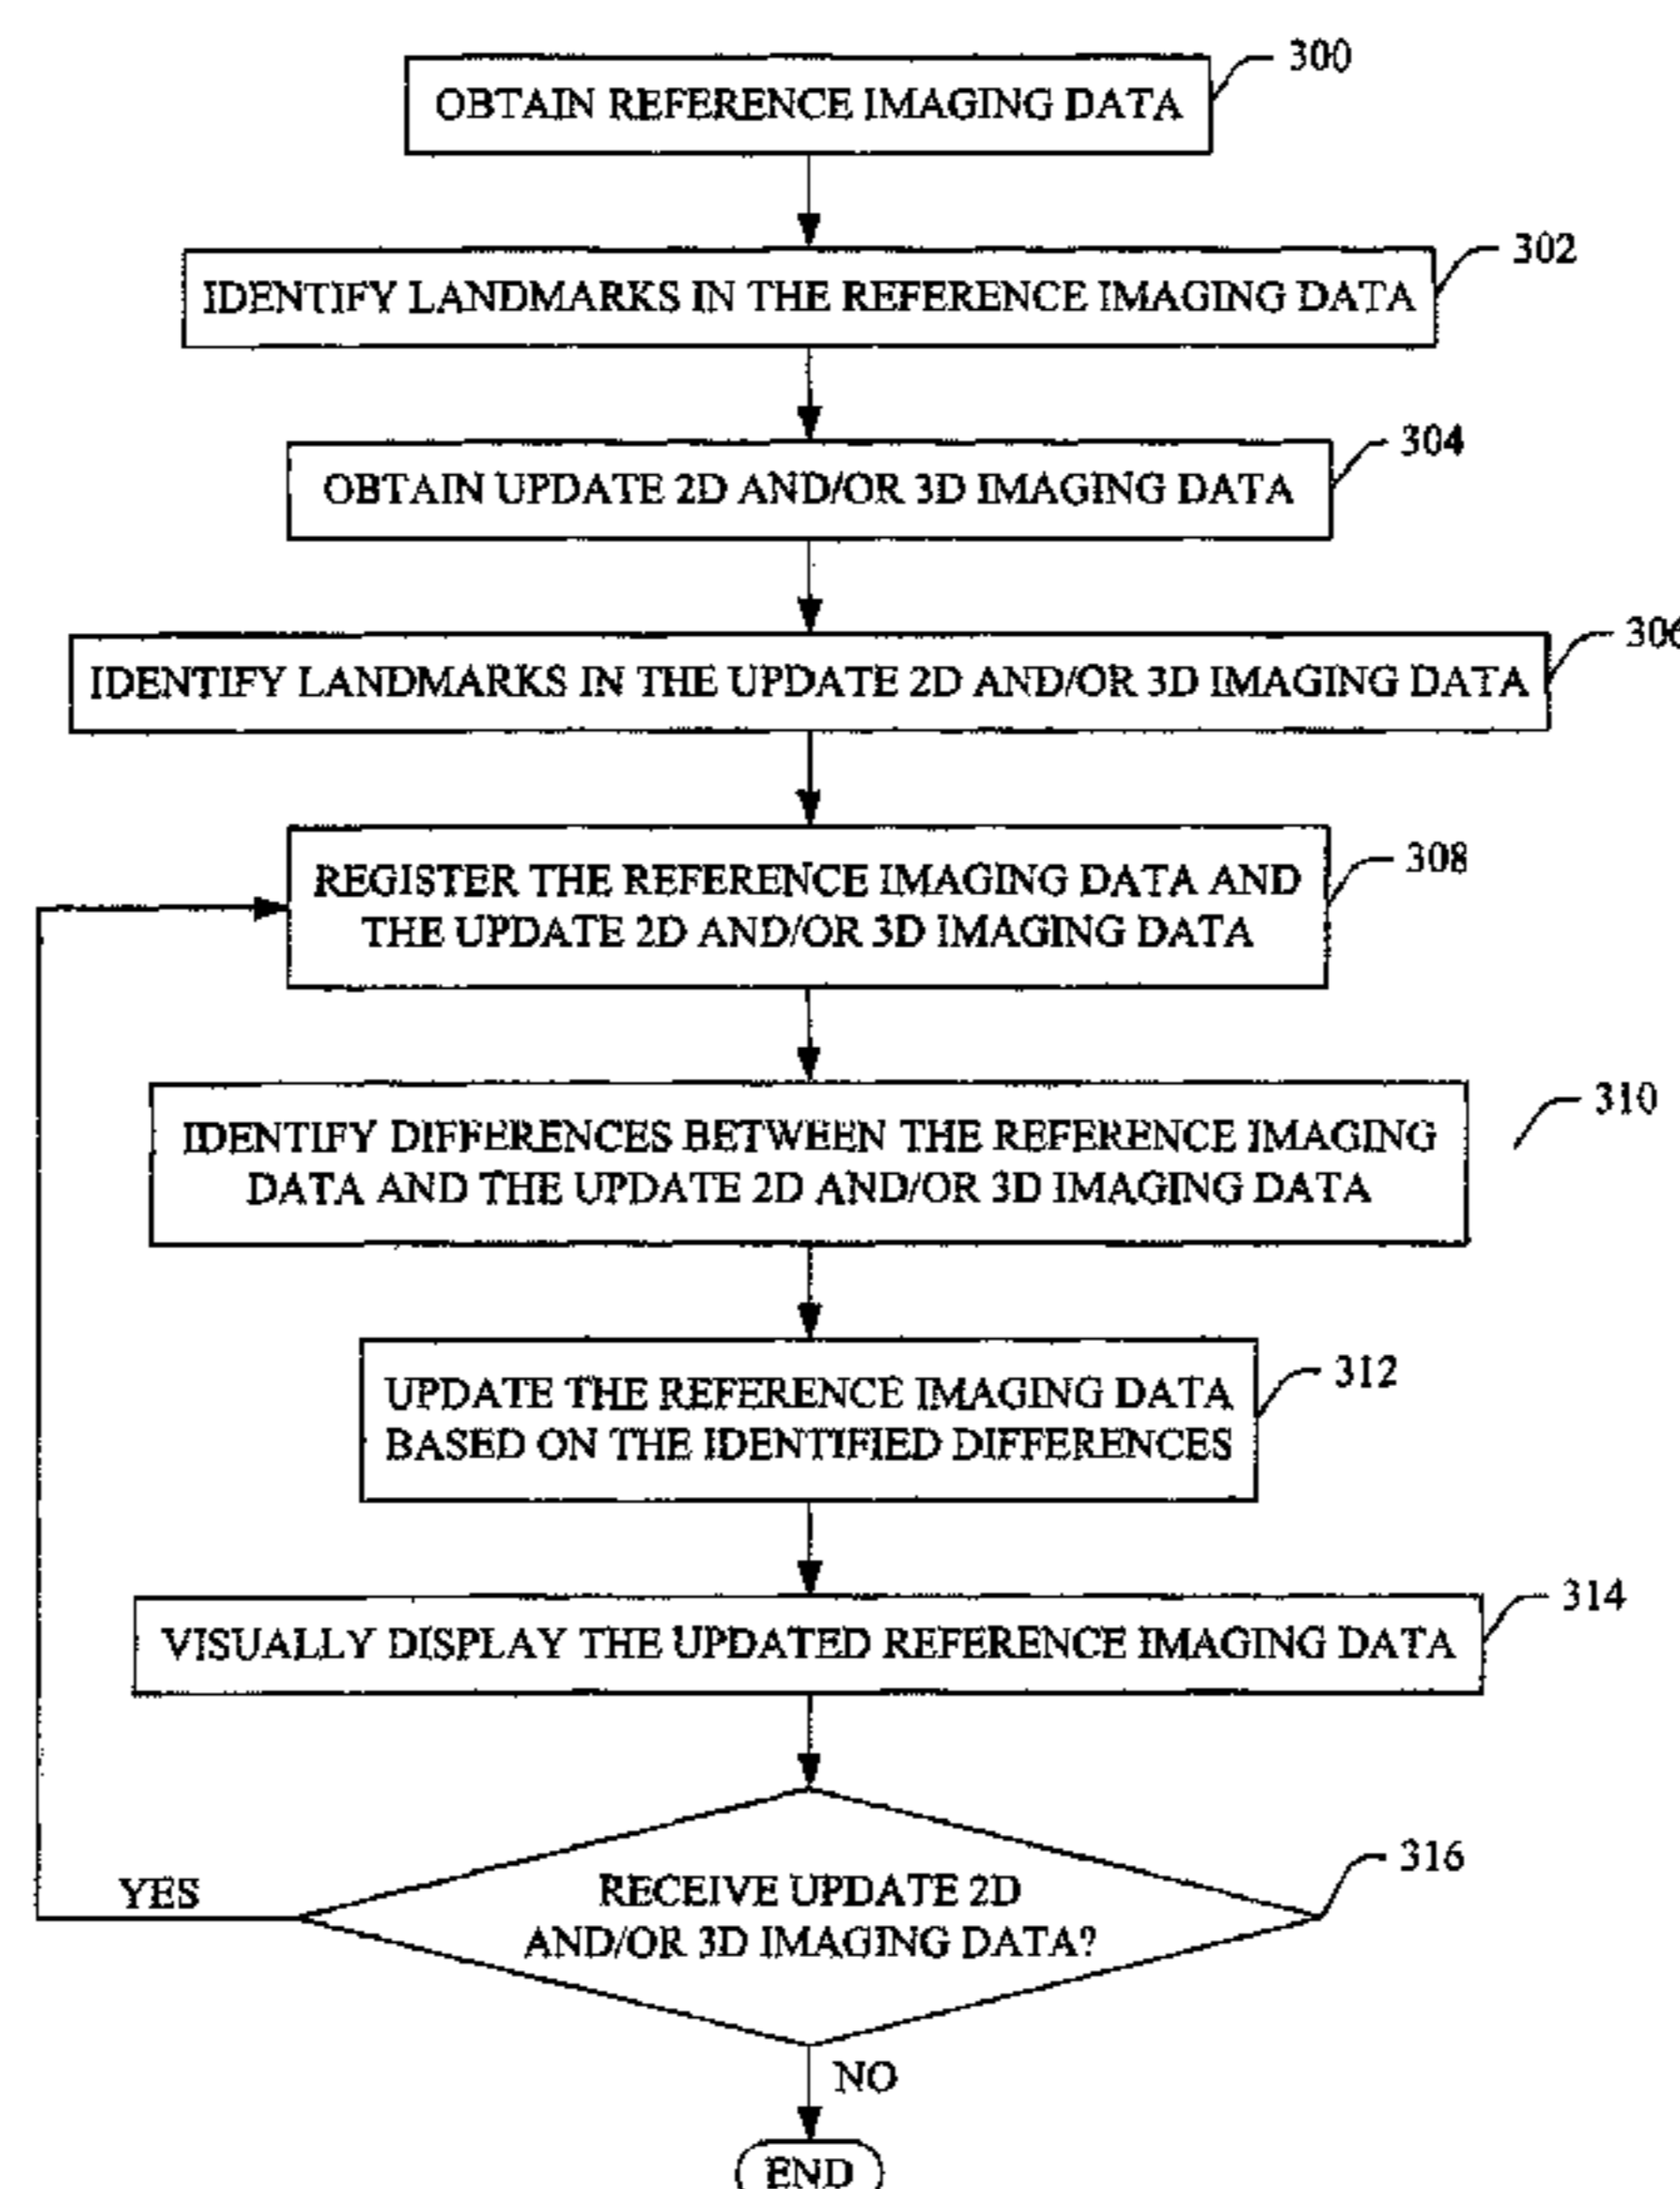 300
OBTAIN REFERENCE IMAGING DATA
302
IDENTIFY LANDMARKS IN THE REFERENCE IMAGING DATA
304
OBTAIN UPDATE 2D AND/OR 3D IMAGING DATA
306
IDENTIFY LANDMARKS IN THE UPDATE 2D AND/OR 3D IMAGING DATA
308
REGISTER THE REFERENCE IMAGING DATA AND
THE UPDATE 2D AND/OR 3D IMAGING DATA
310
IDENTIFY DIFFERENCES BETWEEN THE REFERENCE IMAGING
DATA AND THE UPDATE 2D AND/OR 3D IMAGING DATA
312
UPDATE THE REFERENCE IMAGING DATA
BASED ON THE IDENTIFIED DIFFERENCES
314
VISUALLY DISPLAY THE UPDATED REFERENCE IMAGING DATA
316
RECEIVE UPDATE 2D
AND/OR 3D IMAGING DATA?
YES
NO
END